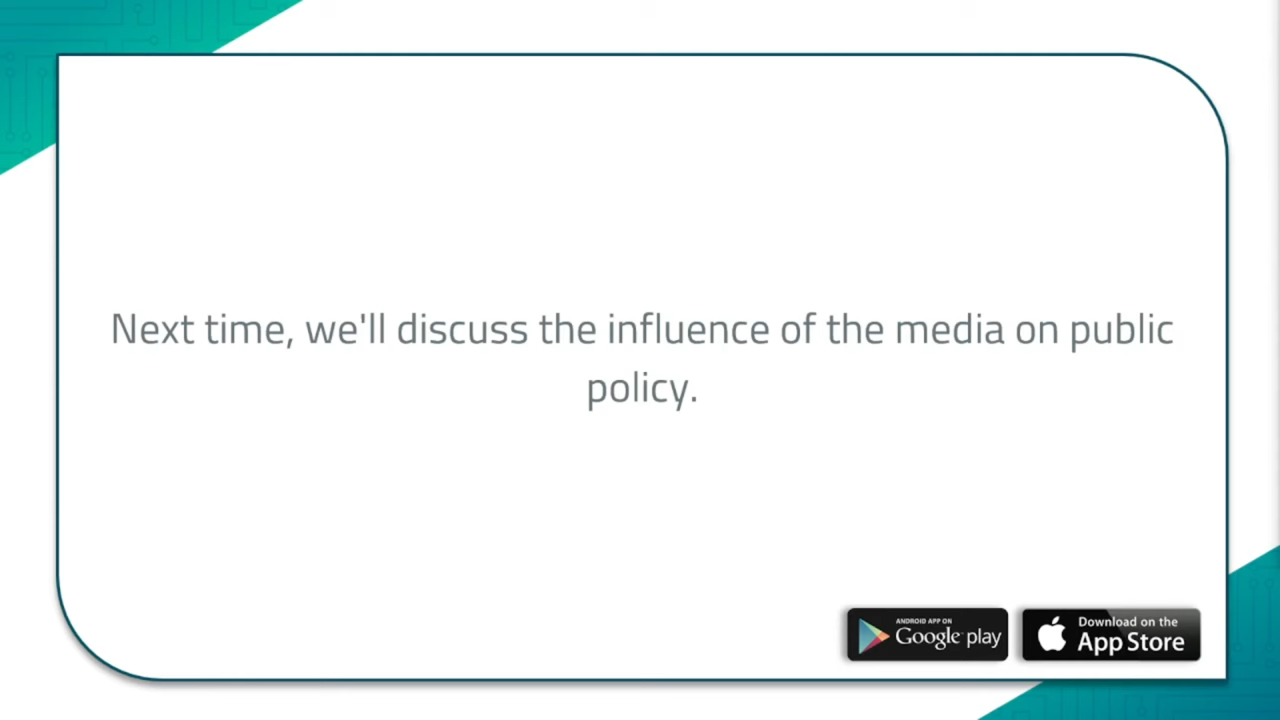 Next time, we'll discuss the influence of the media on public
policy.
ANDROID APP ON
Google play
Download on the
App Store